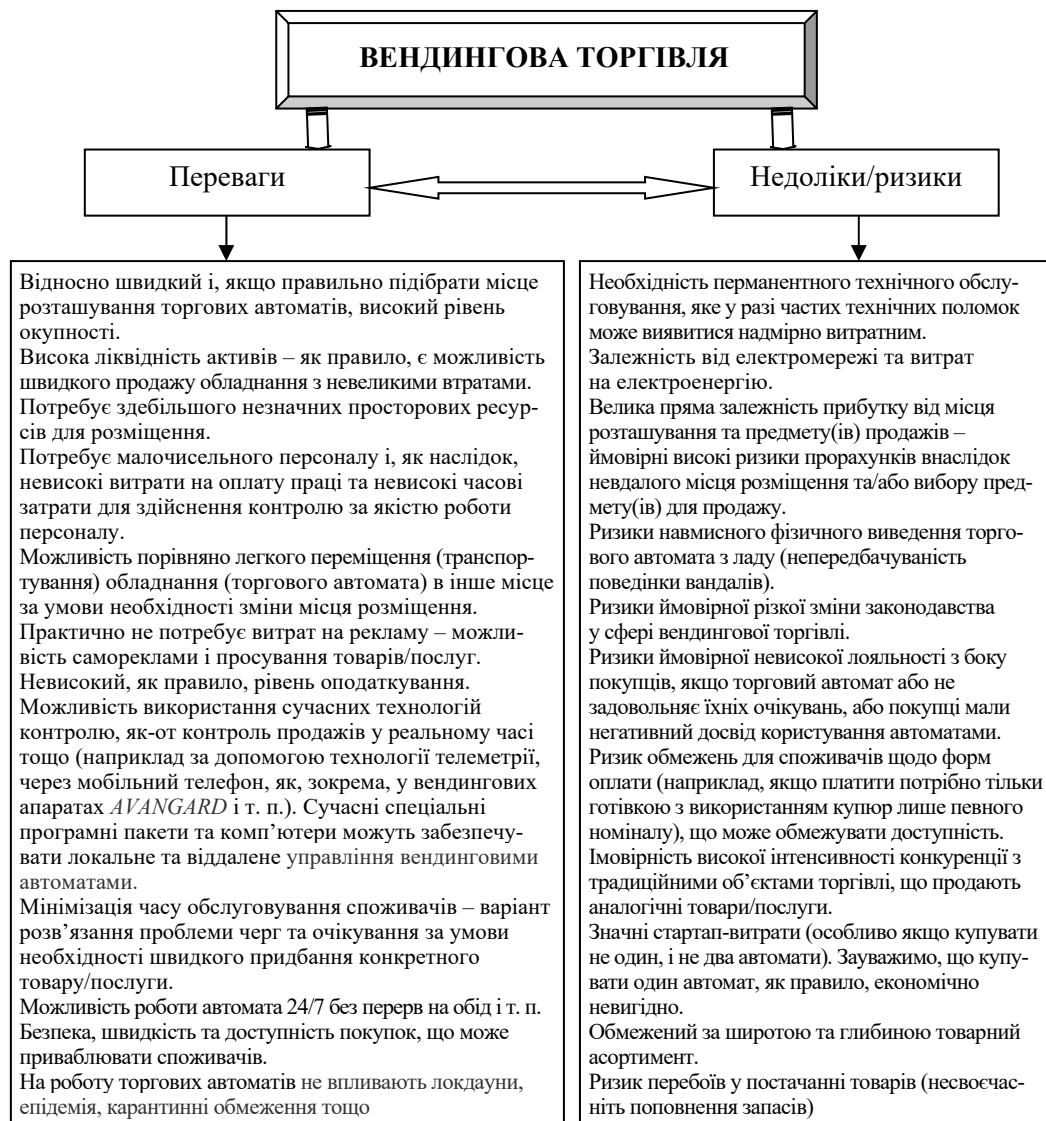 ВЕНДИНГОВА ТОРГІВЛЯ
Переваги
Недоліки/ризики
Відносно швидкий і, якщо правильно підібрати місце
розташування торгових автоматів, високий рівень
окупності.
Висока ліквідність активів – як правило, є можливість
швидкого продажу обладнання з невеликими втратами.
Потребує здебільшого незначних просторових ресур-
сів для розміщення.
Потребує малочисельного персоналу і, як наслідок,
невисокі витрати на оплату праці та невисокі часові
затрати для здійснення контролю за якістю роботи
персоналу.
Можливість порівняно легкого переміщення (транспор-
тування) обладнання (торгового автомата) в інше місце
за умови необхідності зміни місця розміщення.
Практично не потребує витрат на рекламу – можли-
вість самореклами і просування товарів/послуг.
Невисокий, як правило, рівень оподаткування.
Можливість використання сучасних технологій
контролю, як-от контроль продажів у реальному часі
тощо (наприклад за допомогою технології телеметрії,
через мобільний телефон, як, зокрема, у вендингових
апаратах AVANGARD і т. п.). Сучасні спеціальні
програмні пакети та комп’ютери можуть забезпечу-
вати локальне та віддалене управління вендинговими
автоматами.
Мінімізація часу обслуговування споживачів – варіант
розв’язання проблеми черг та очікування за умови
необхідності швидкого придбання конкретного
товару/послуги.
Можливість роботи автомата 24/7 без перерв на обід і т. п.
Безпека, швидкість та доступність покупок, що може
приваблювати споживачів.
На роботу торгових автоматів не впливають локдауни,
епідемія, карантинні обмеження тощо
Необхідність перманентного технічного обслу-
говування, яке у разі частих технічних поломок
може виявитися надмірно витратним.
Залежність від електромережі та витрат
на електроенергію.
Велика пряма залежність прибутку від місця
розташування та предмету(ів) продажів –
ймовірні високі ризики прорахунків внаслідок
невдалого місця розміщення та/або вибору пред-
мету(ів) для продажу.
Ризики навмисного фізичного виведення торго-
вого автомата з ладу (непередбачуваність
поведінки вандалів).
Ризики ймовірної різкої зміни законодавства
у сфері вендингової торгівлі.
Ризики ймовірної невисокої лояльності з боку
покупців, якщо торговий автомат або не
задовольняє їхніх очікувань, або покупці мали
негативний досвід користування автоматами.
Ризик обмежень для споживачів щодо форм
оплати (наприклад, якщо платити потрібно тільки
готівкою з використанням купюр лише певного
номіналу), що може обмежувати доступність.
Імовірність високої інтенсивності конкуренції з
традиційними об’єктами торгівлі, що продають
аналогічні товари/послуги.
Значні стартап-витрати (особливо якщо купувати
не один, і не два автомати). Зауважимо, що купу-
вати один автомат, як правило, економічно
невигідно.
Обмежений за широтою та глибиною товарний
асортимент.
Ризик перебоїв у постачанні товарів (несвоєчас-
ніть поповнення запасів)